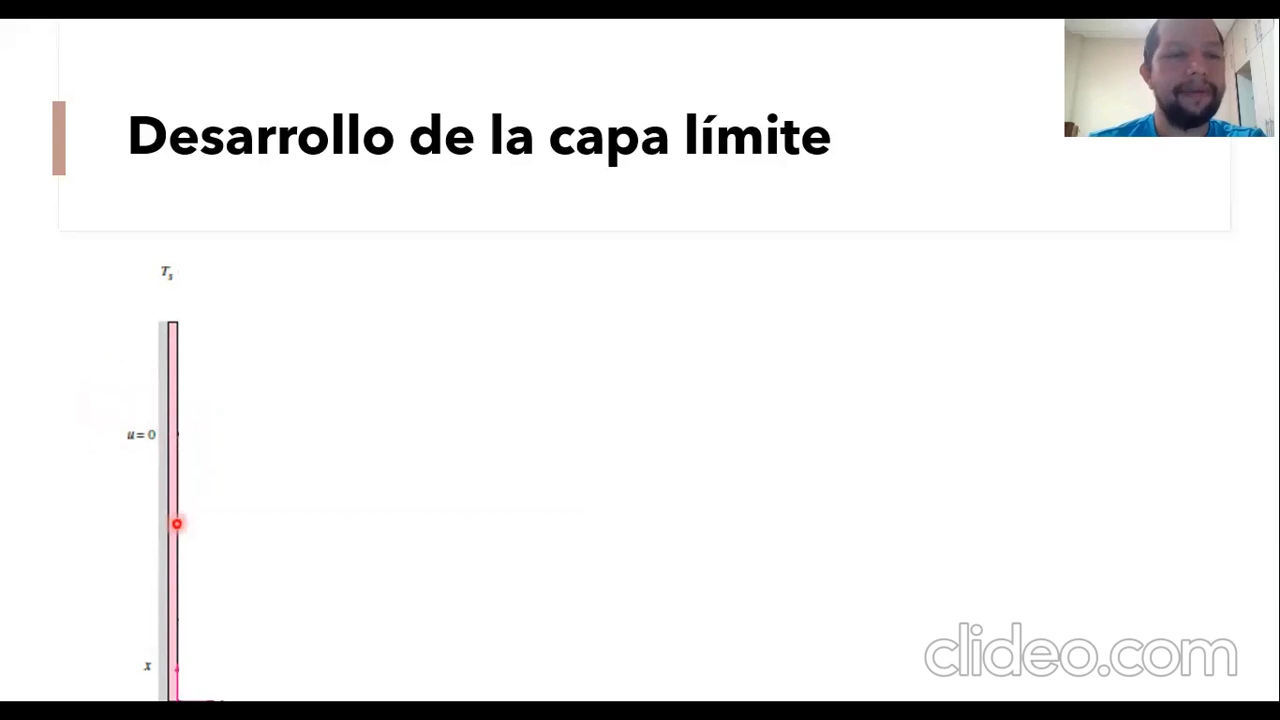 Desarrollo de la capa límite
Ts
u = 0
x
clideo.com